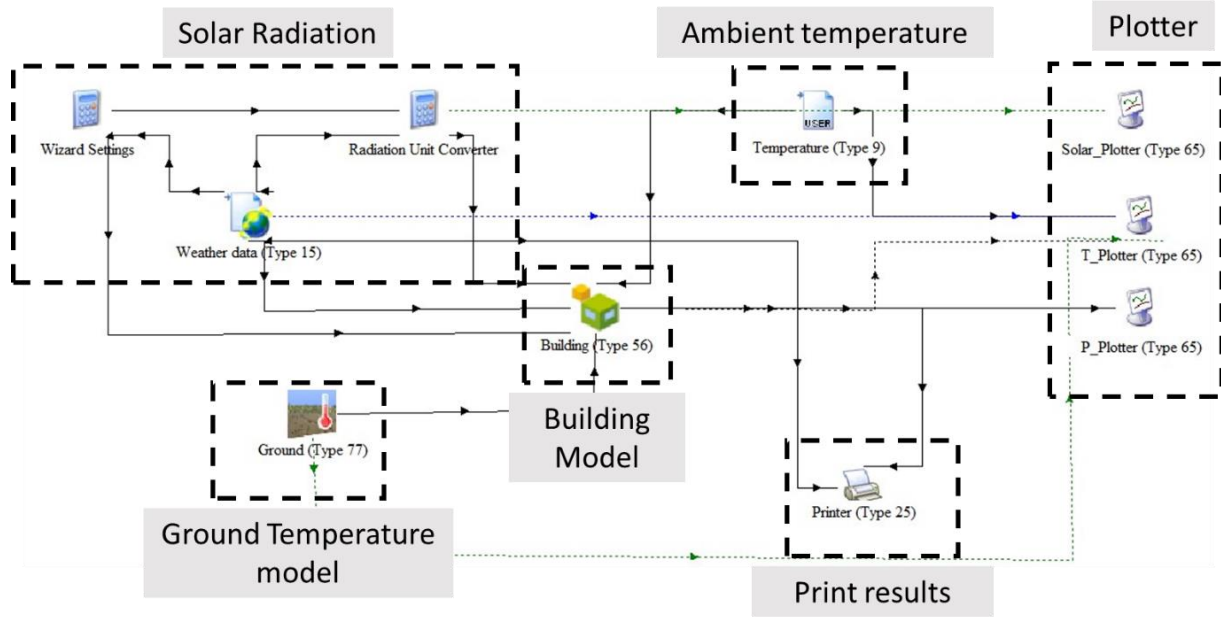 Solar Radiation
Ambient temperature
Plotter
Wizard Settings
Radiation Unit Converter
USER
Temperature (Type 9)
Solar_Plotter (Type 65)
Weather data (Type 15)
T_Plotter (Type 65)
Building (Type 56)
P_Plotter (Type 65)
Building
Model
Ground (Type 77)
Printer (Type 25)
Ground Temperature
model
Print results